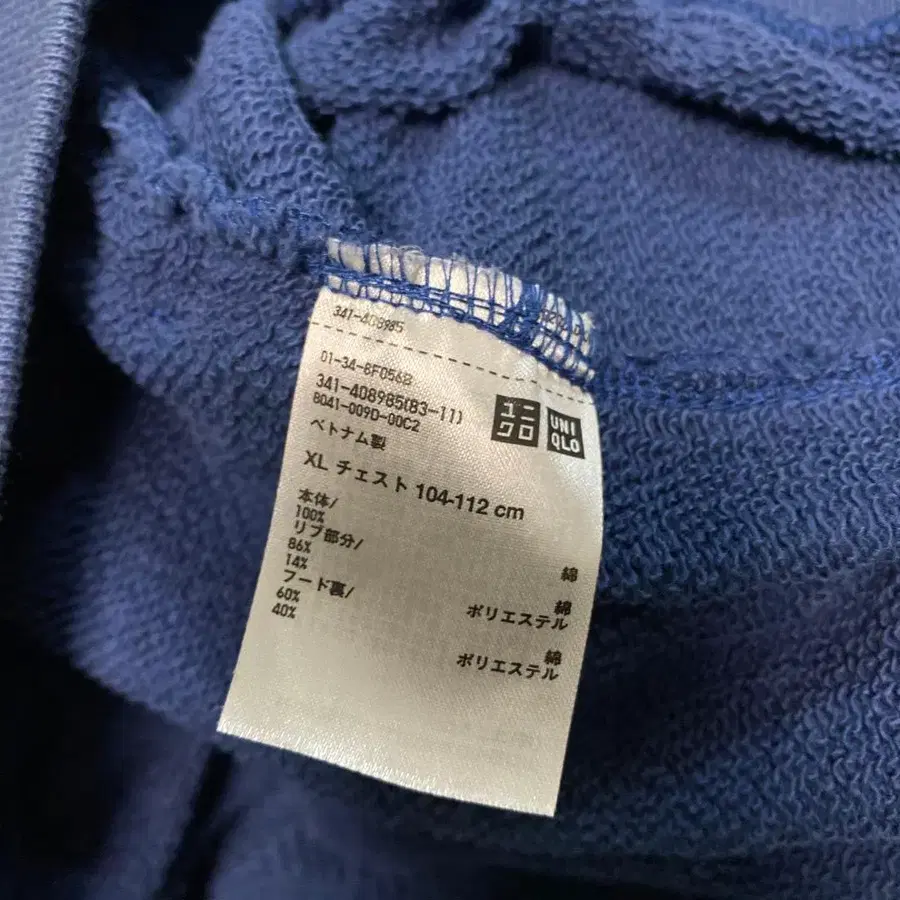 341-408985
01-34-8F056B
341-408985(83-11)
8041-009D-00C2
ユニ
クロ
UNI
QLO
ベトナム製
XL チェスト 104-112 cm
本体/
100% 綿
リブ部分/
86% 綿
14% ポリエステル
フード裏/
60% 綿
40% ポリエステル